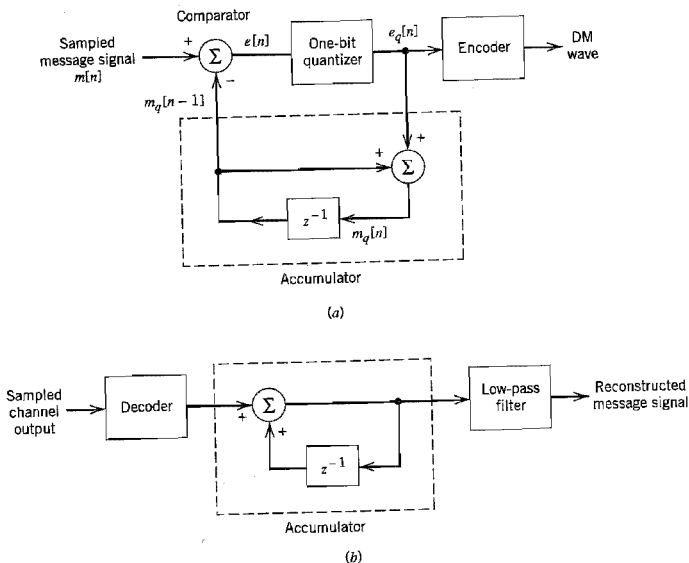 Comparator
Sampled
message signal
m[n]
+
Σ
−
e[n]
One-bit
quantizer
e_q[n]
Encoder
DM
wave
m_q[n − 1]
+
+
Σ
z⁻¹
m_q[n]
Accumulator
(a)
Sampled
channel
output
Decoder
+
Σ
+
z⁻¹
Low-pass
filter
Reconstructed
message signal
Accumulator
(b)